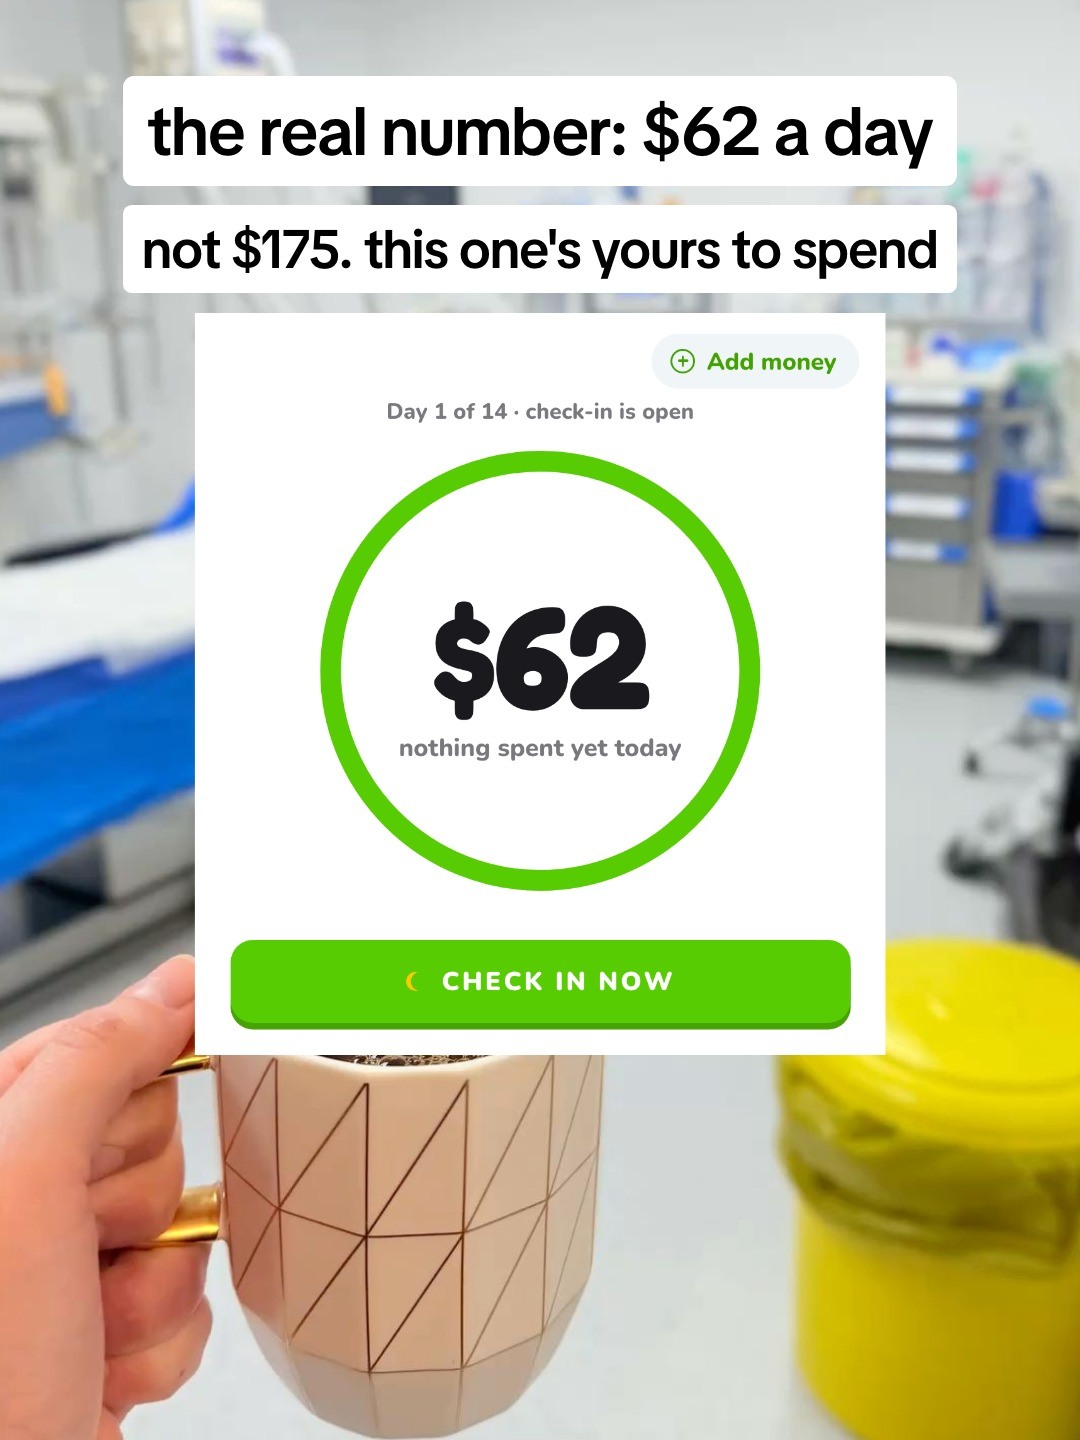 the real number: $62 a day
not $175. this one's yours to spend
Add money
Day 1 of 14 · check-in is open
$62
nothing spent yet today
CHECK IN NOW